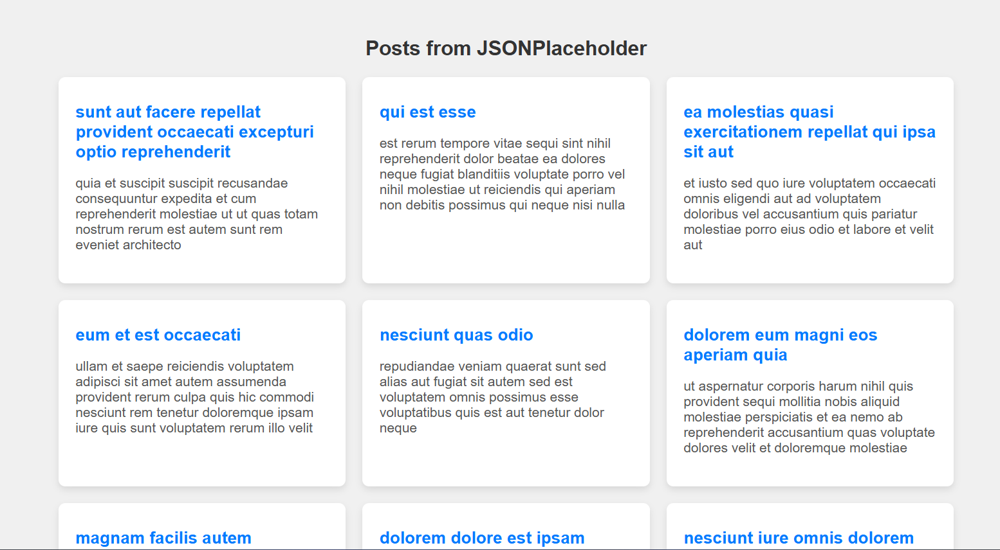 Posts from JSONPlaceholder
sunt aut facere repellat
provident occaecati excepturi
optio reprehenderit
quia et suscipit suscipit recusandae
consequuntur expedita et cum
reprehenderit molestiae ut ut quas totam
nostrum rerum est autem sunt rem
eveniet architecto
qui est esse
est rerum tempore vitae sequi sint nihil
reprehenderit dolor beatae ea dolores
neque fugiat blanditiis voluptate porro vel
nihil molestiae ut reiciendis qui aperiam
non debitis possimus qui neque nisi nulla
ea molestias quasi
exercitationem repellat qui ipsa
sit aut
et iusto sed quo iure voluptatem occaecati
omnis eligendi aut ad voluptatem
doloribus vel accusantium quis pariatur
molestiae porro eius odio et labore et velit
aut
eum et est occaecati
ullam et saepe reiciendis voluptatem
adipisci sit amet autem assumenda
provident rerum culpa quis hic commodi
nesciunt rem tenetur doloremque ipsam
iure quis sunt voluptatem rerum illo velit
nesciunt quas odio
repudiandae veniam quaerat sunt sed
alias aut fugiat sit autem sed est
voluptatem omnis possimus esse
voluptatibus quis est aut tenetur dolor
neque
dolorem eum magni eos
aperiam quia
ut aspernatur corporis harum nihil quis
provident sequi mollitia nobis aliquid
molestiae perspiciatis et ea nemo ab
reprehenderit accusantium quas voluptate
dolores velit et doloremque molestiae
magnam facilis autem
dolorem dolore est ipsam
nesciunt iure omnis dolorem